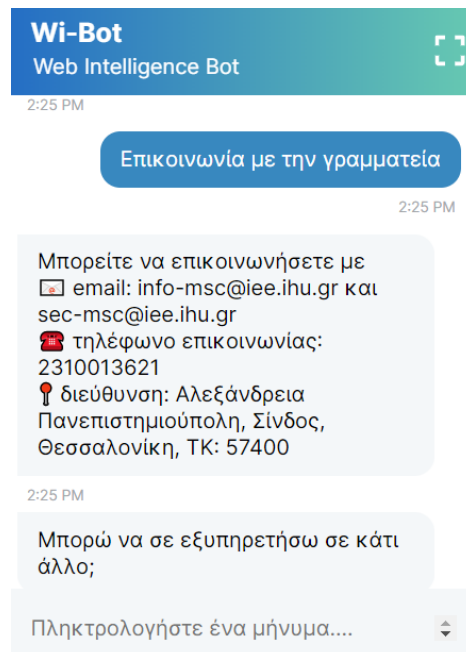 Wi-Bot
Web Intelligence Bot
2:25 PM
Επικοινωνία με την γραμματεία
2:25 PM
Μπορείτε να επικοινωνήσετε με
📧 email: info-msc@iee.ihu.gr και
sec-msc@iee.ihu.gr
☎️ τηλέφωνο επικοινωνίας:
2310013621
📍 διεύθυνση: Αλεξάνδρεια
Πανεπιστημιούπολη, Σίνδος,
Θεσσαλονίκη, ΤΚ: 57400
2:25 PM
Μπορώ να σε εξυπηρετήσω σε κάτι
άλλο;
Πληκτρολογήστε ένα μήνυμα....